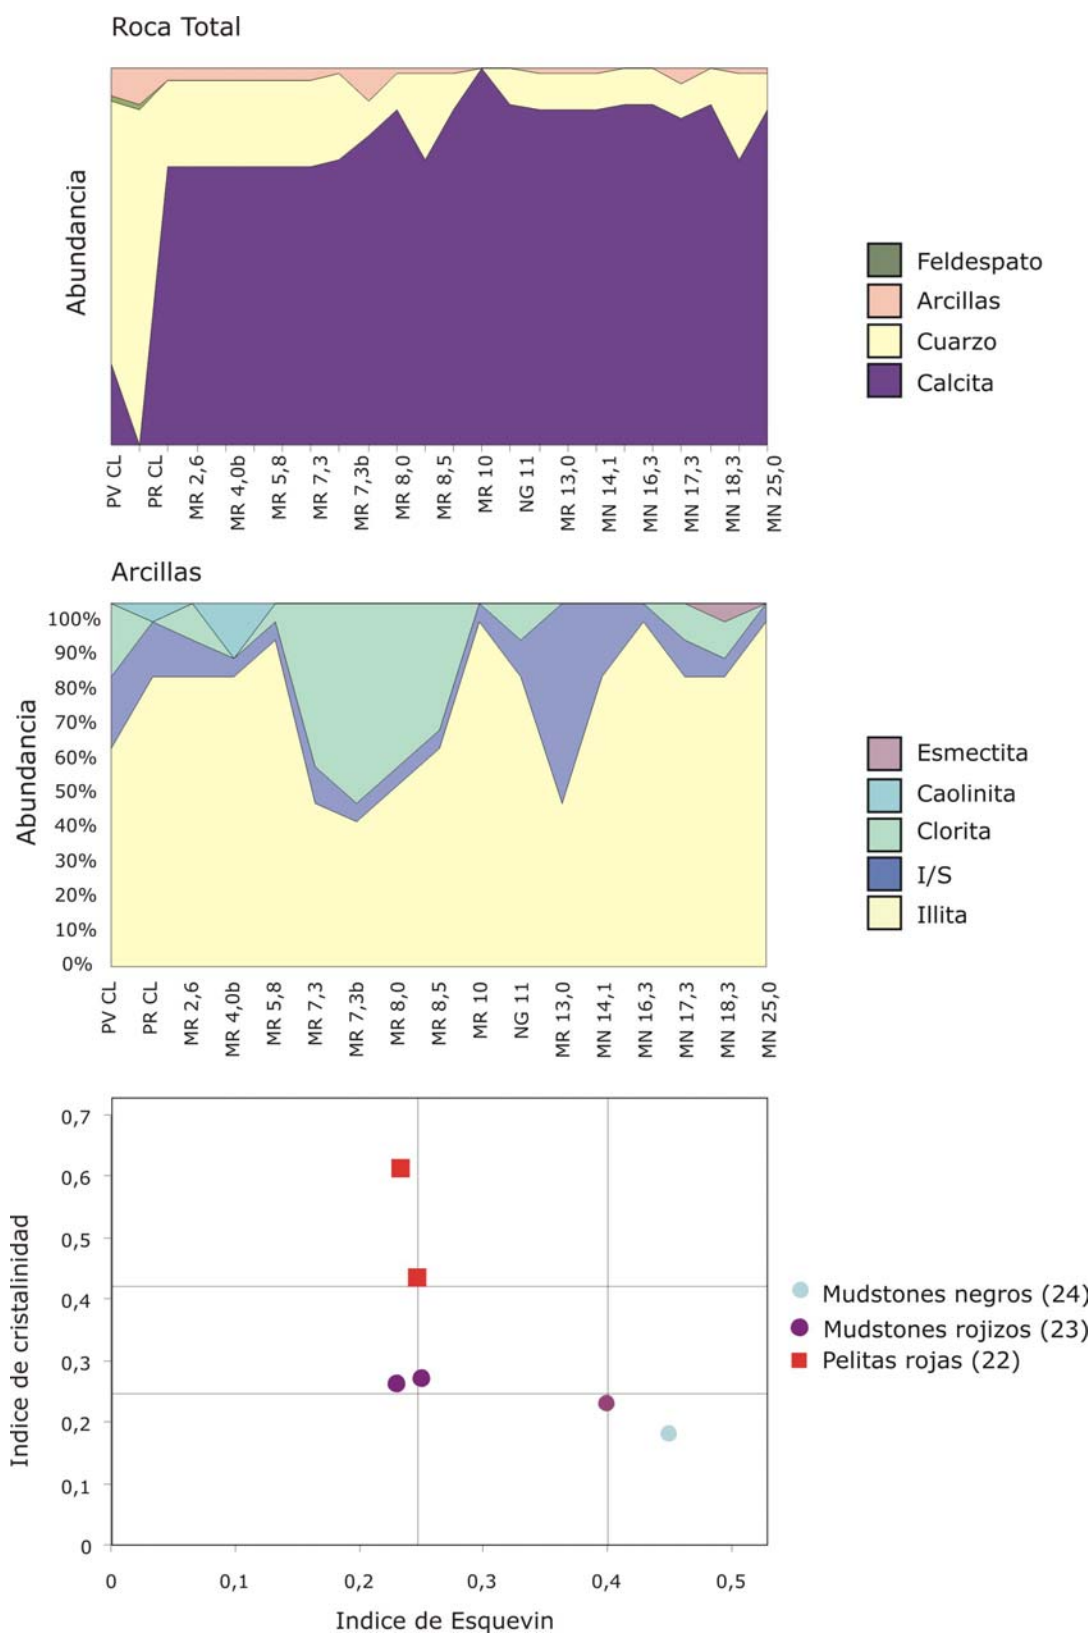 Roca Total
Abundancia
Feldespato
Arcillas
Cuarzo
Calcita
PV CL
PR CL
MR 2,6
MR 4,0b
MR 5,8
MR 7,3
MR 7,3b
MR 8,0
MR 8,5
MR 10
NG 11
MR 13,0
MN 14,1
MN 16,3
MN 17,3
MN 18,3
MN 25,0
Arcillas
Abundancia
100%
90%
80%
70%
60%
50%
40%
30%
20%
10%
0%
Esmectita
Caolinita
Clorita
I/S
Illita
PV CL
PR CL
MR 2,6
MR 4,0b
MR 5,8
MR 7,3
MR 7,3b
MR 8,0
MR 8,5
MR 10
NG 11
MR 13,0
MN 14,1
MN 16,3
MN 17,3
MN 18,3
MN 25,0
Indice de cristalinidad
0,7
0,6
0,5
0,4
0,3
0,2
0,1
0
Mudstones negros (24)
Mudstones rojizos (23)
Pelitas rojas (22)
0
0,1
0,2
0,3
0,4
0,5
Indice de Esquevin